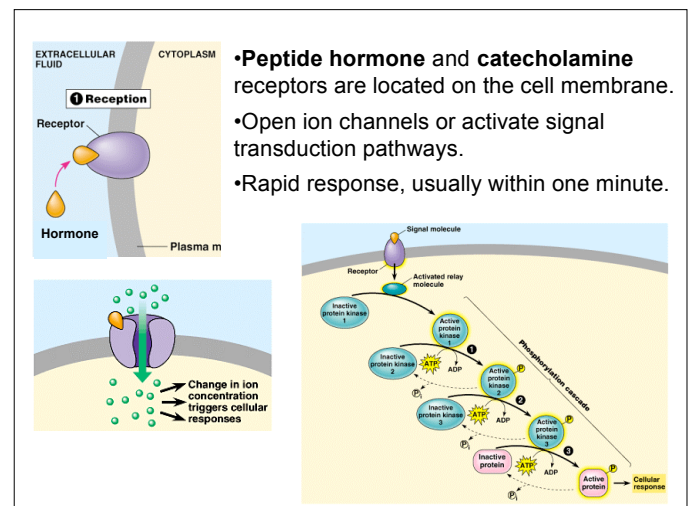 EXTRACELLULAR
FLUID
CYTOPLASM
1 Reception
Receptor
Hormone
Plasma m
•Peptide hormone and catecholamine
receptors are located on the cell membrane.
•Open ion channels or activate signal
transduction pathways.
•Rapid response, usually within one minute.
Change in ion
concentration
triggers cellular
responses
Signal molecule
Receptor
Activated relay
molecule
Inactive
protein kinase
1
Active
protein
kinase
1
1
Inactive
protein kinase
2
ATP
ADP
P
Active
protein
kinase
2
Pi
2
Inactive
protein kinase
3
ATP
ADP
P
Active
protein
kinase
3
Pi
3
Inactive
protein
ATP
ADP
P
Active
protein
Pi
Cellular
response
Phosphorylation cascade